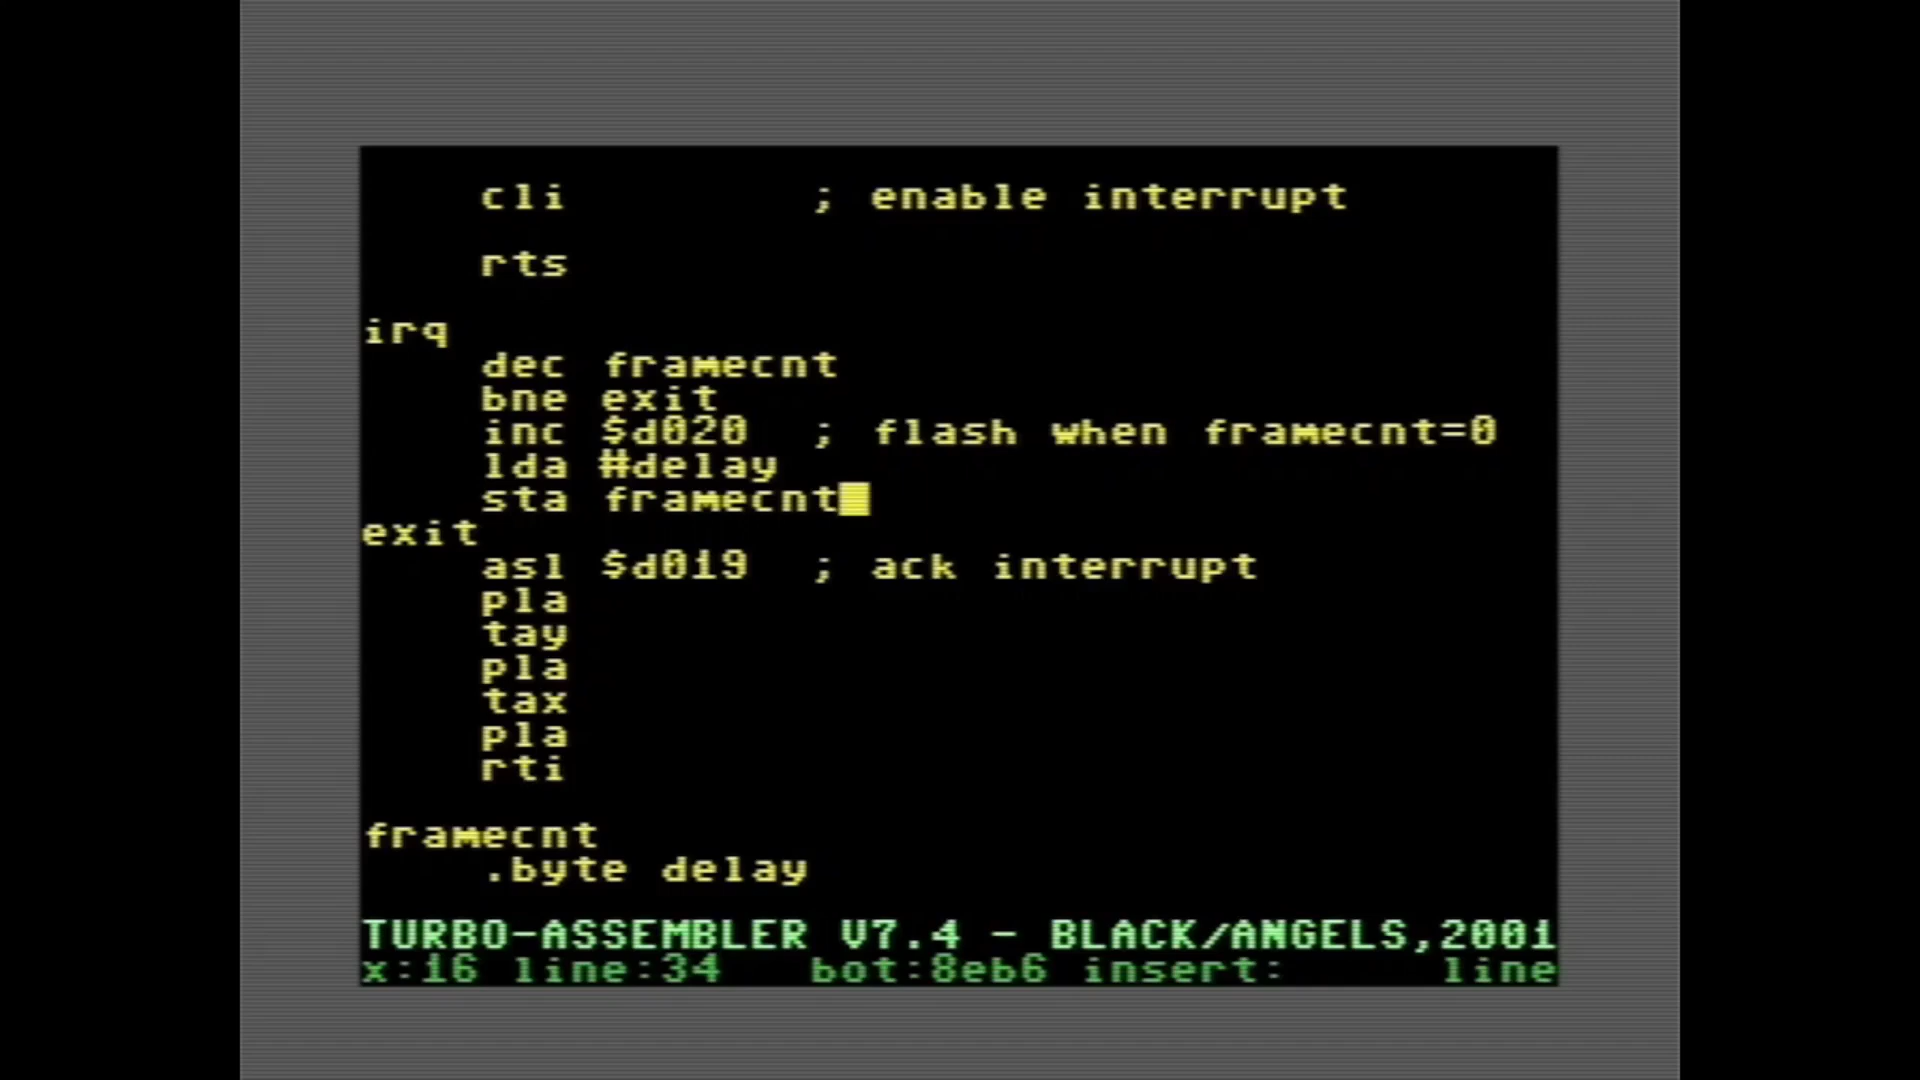 cli ; enable interrupt
rts
irq
dec framecnt
bne exit
inc $d020 ; flash when framecnt=0
lda #delay
sta framecnt
exit
asl $d019 ; ack interrupt
pla
tay
pla
tax
pla
rti
framecnt
.byte delay
TURBO-ASSEMBLER V7.4 - BLACK/ANGELS,2001
x:16 line:34 bot:8eb6 insert: line